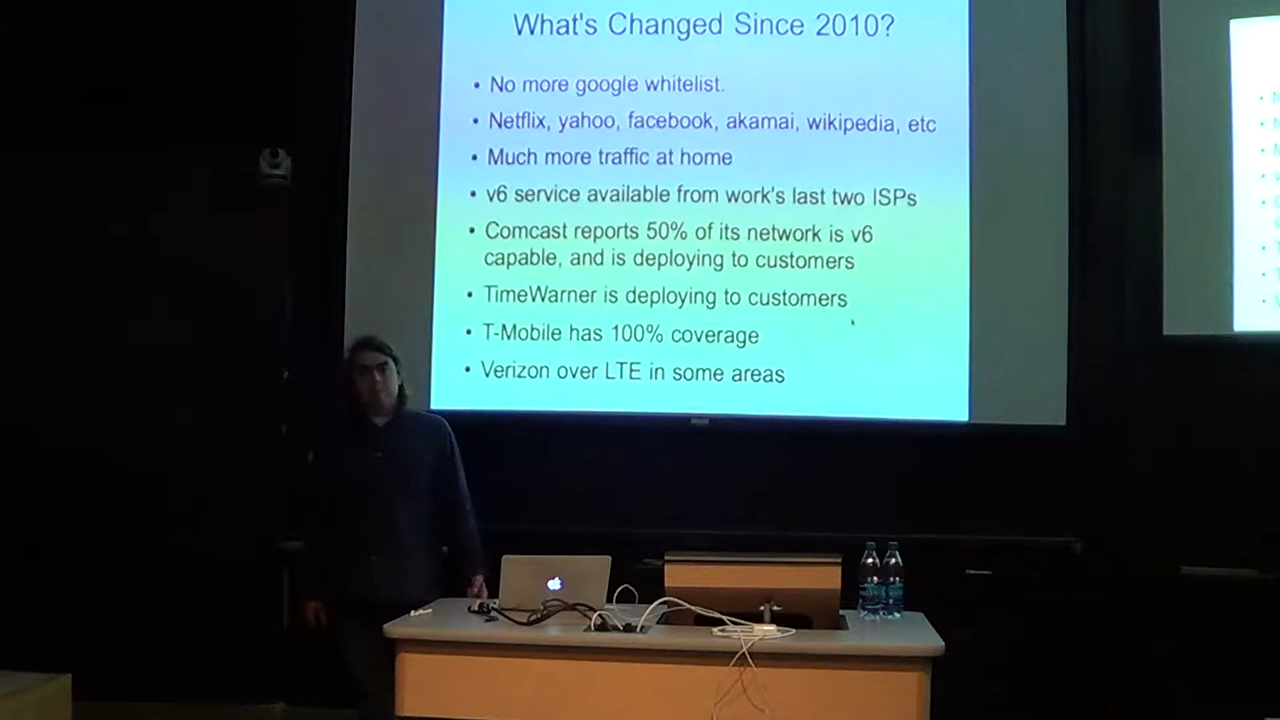 What's Changed Since 2010?
• No more google whitelist.
• Netflix, yahoo, facebook, akamai, wikipedia, etc
• Much more traffic at home
• v6 service available from work's last two ISPs
• Comcast reports 50% of its network is v6
capable, and is deploying to customers
• TimeWarner is deploying to customers
• T-Mobile has 100% coverage
• Verizon over LTE in some areas